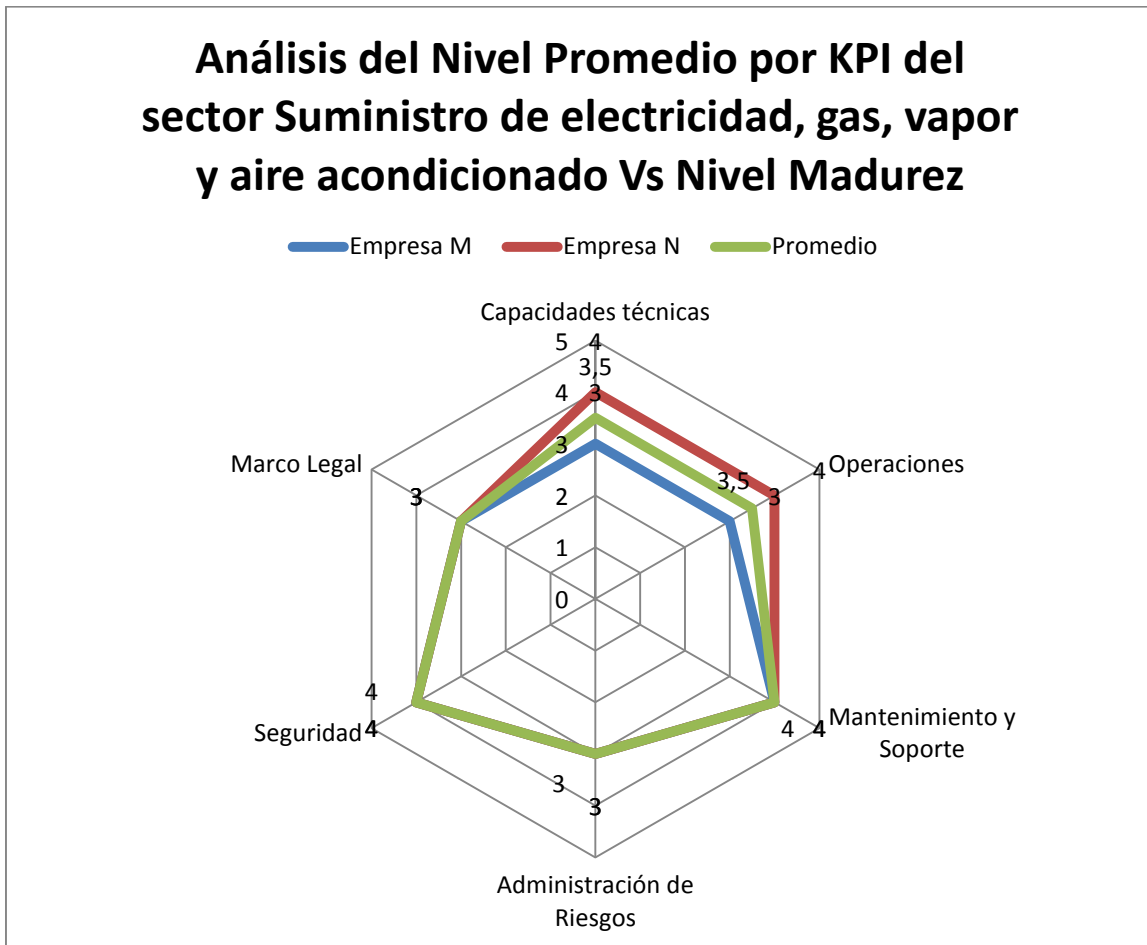 Análisis del Nivel Promedio por KPI del
sector Suministro de electricidad, gas, vapor
y aire acondicionado Vs Nivel Madurez
Empresa M Empresa N Promedio
Capacidades técnicas
5 4
3,5
4 3
3
Marco Legal
3
2
1
0
3,5 3
4 Operaciones
4
Seguridad 4
4 4 Mantenimiento y
Soporte
3
3
Administración de
Riesgos